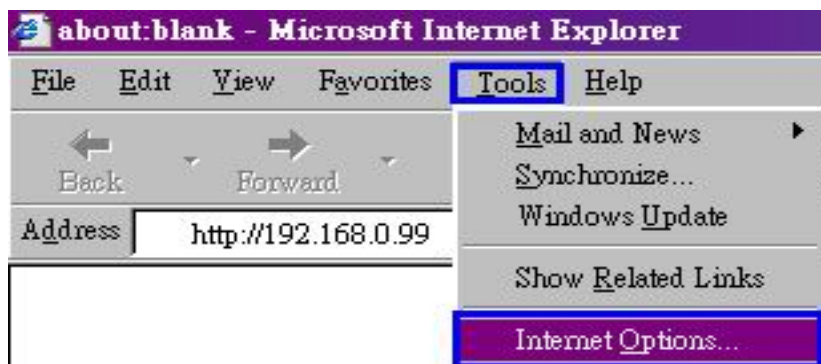 about:blank - Microsoft Internet Explorer
File Edit View Favorites Tools Help
Back Forward
Address http://192.168.0.99
Mail and News
Synchronize...
Windows Update
Show Related Links
Internet Options...